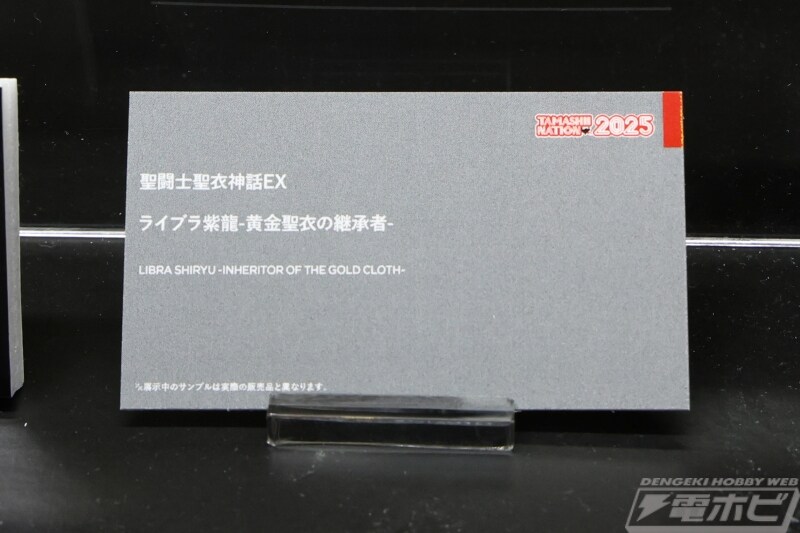 TAMASHII
NATION 2025
聖闘士聖衣神話EX
ライブラ紫龍-黄金聖衣の継承者-
LIBRA SHIRYU -INHERITOR OF THE GOLD CLOTH-
※展示中のサンプルは実際の販売品と異なります。
DENGEKI HOBBY WEB
電ホビ